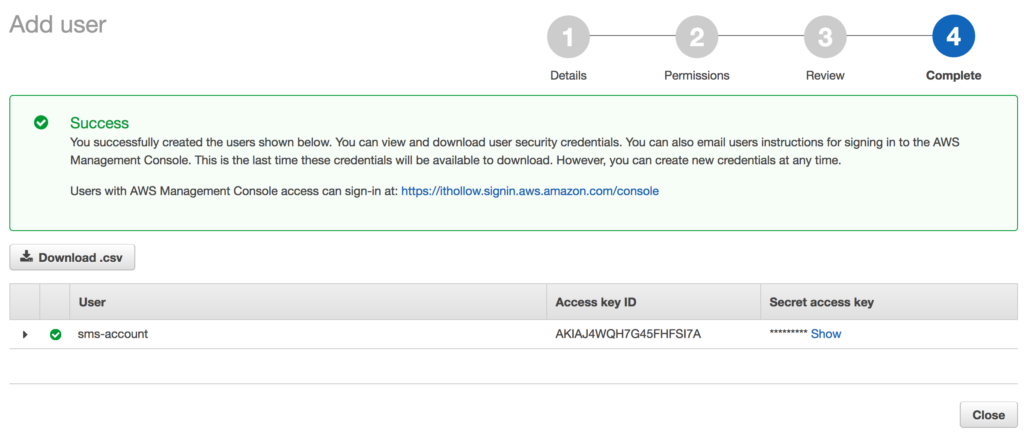 Add user
1 2 3 4
Details Permissions Review Complete
Success
You successfully created the users shown below. You can view and download user security credentials. You can also email users instructions for signing in to the AWS
Management Console. This is the last time these credentials will be available to download. However, you can create new credentials at any time.
Users with AWS Management Console access can sign-in at: https://ithollow.signin.aws.amazon.com/console
Download .csv
User Access key ID Secret access key
sms-account AKIAJ4WQH7G45FHFSI7A ********* Show
Close